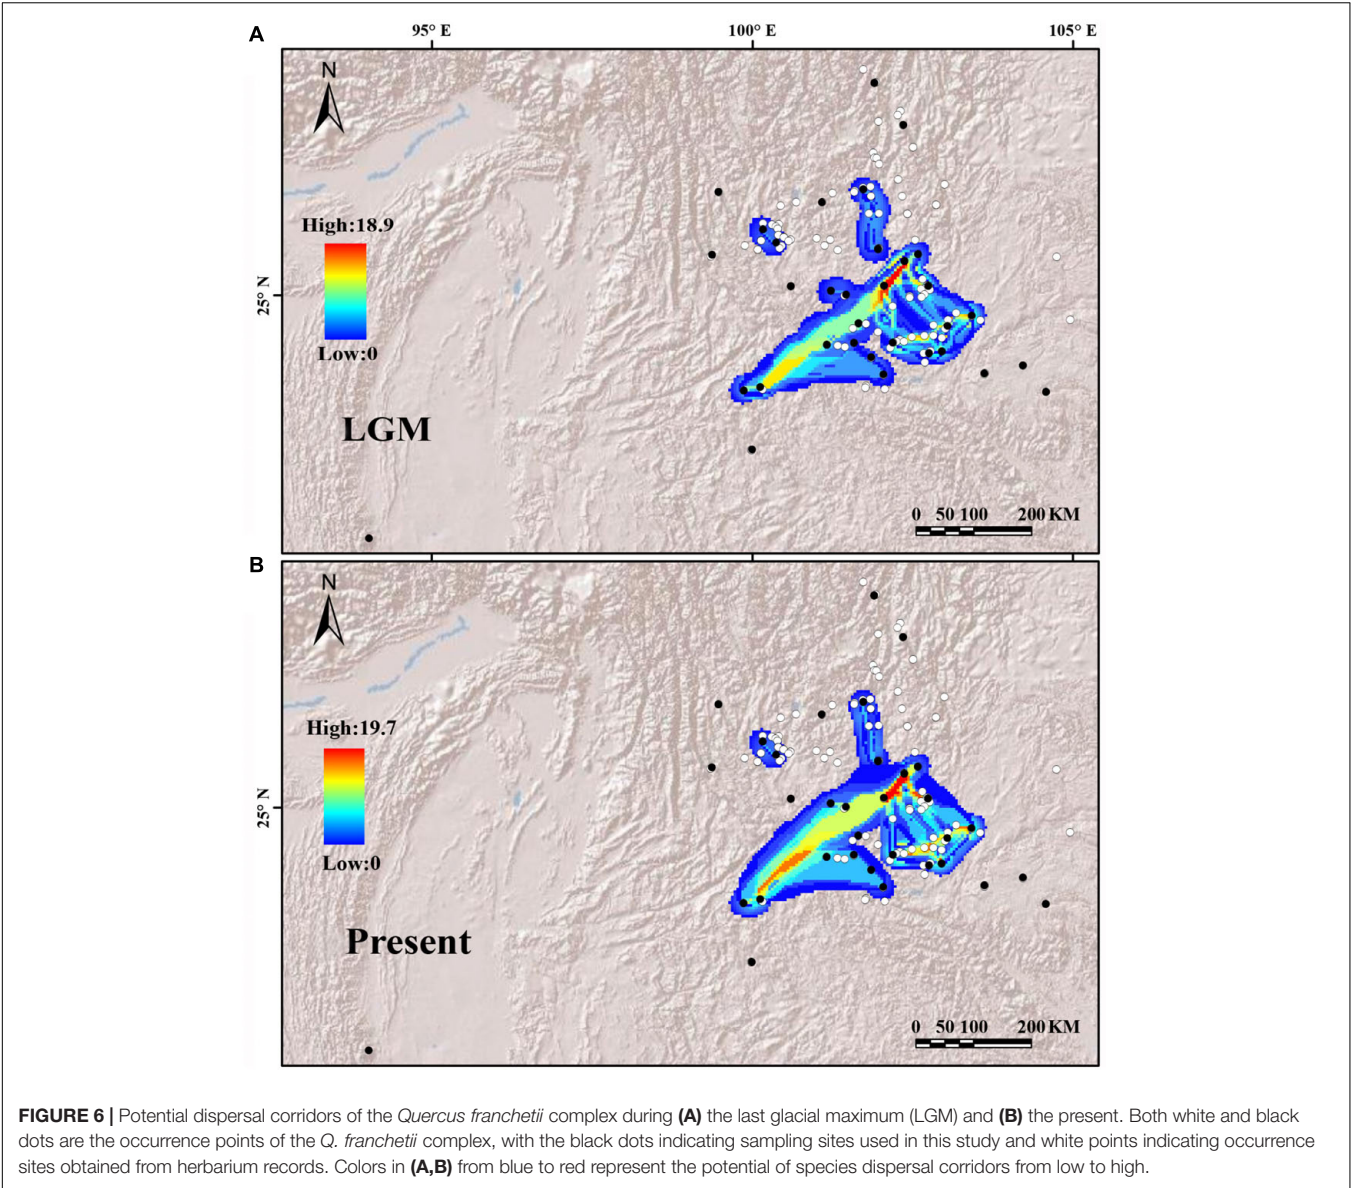 A
95° E 100° E 105° E
N
High:18.9
Low:0
25° N
LGM
0 50 100 200 KM
B
N
High:19.7
Low:0
25° N
Present
0 50 100 200 KM
FIGURE 6 | Potential dispersal corridors of the Quercus franchetii complex during (A) the last glacial maximum (LGM) and (B) the present. Both white and black
dots are the occurrence points of the Q. franchetii complex, with the black dots indicating sampling sites used in this study and white points indicating occurrence
sites obtained from herbarium records. Colors in (A,B) from blue to red represent the potential of species dispersal corridors from low to high.